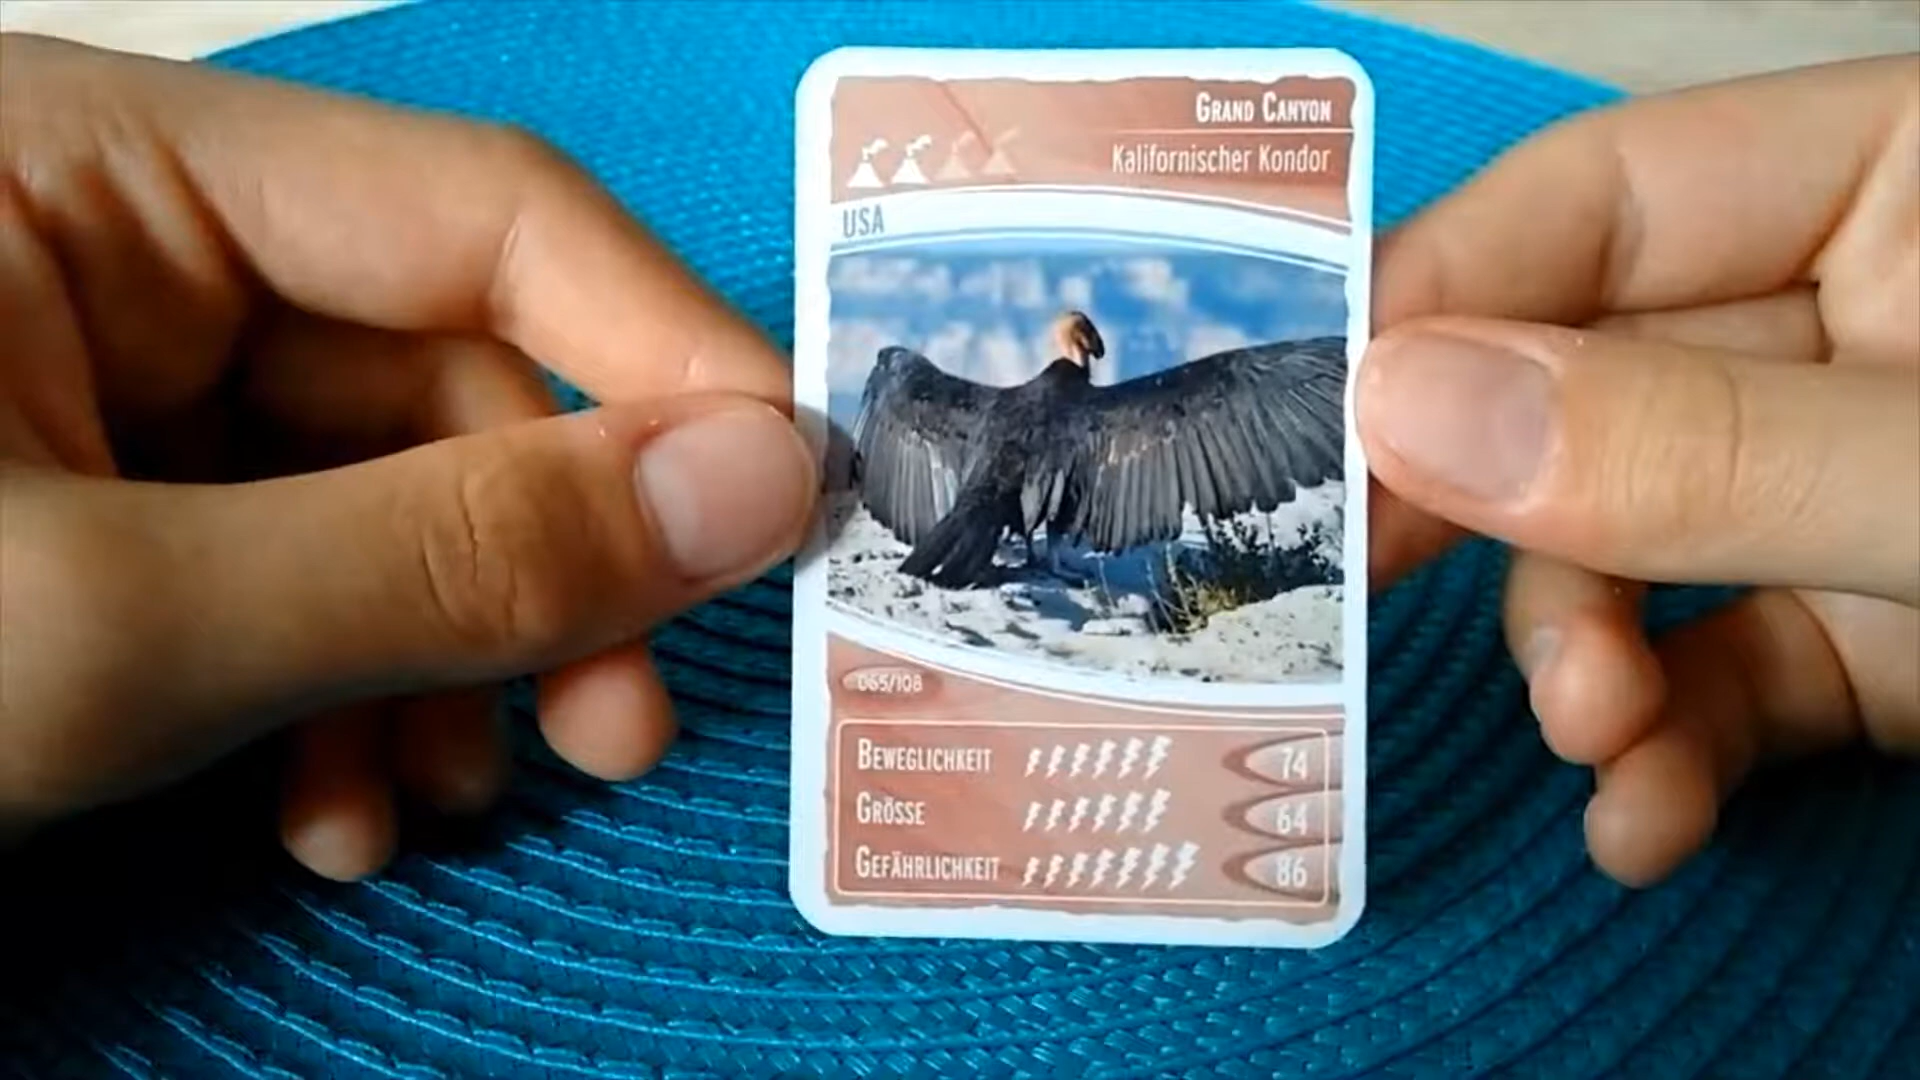 GRAND CANYON
Kalifornischer Kondor
USA
065/108
BEWEGLICHKEIT 74
GRÖSSE 64
GEFÄHRLICHKEIT 86